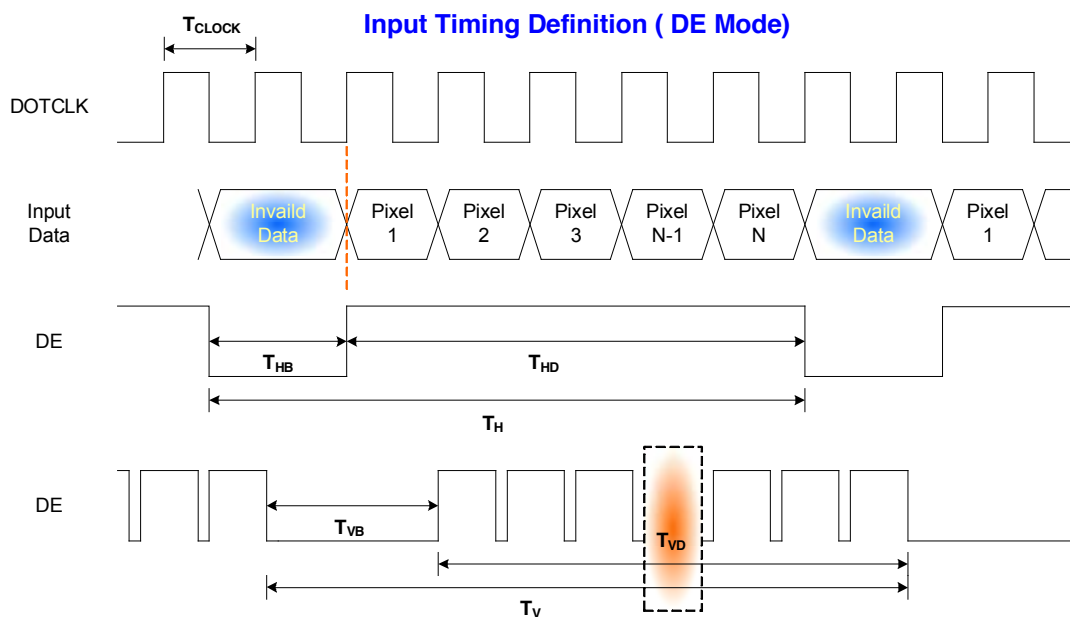 Input Timing Definition ( DE Mode)
TCLOCK
DOTCLK
Input
Data
Invaild
Data
Pixel
1
Pixel
2
Pixel
3
Pixel
N-1
Pixel
N
Invaild
Data
Pixel
1
DE
THB
THD
TH
DE
TVB
TVD
TV